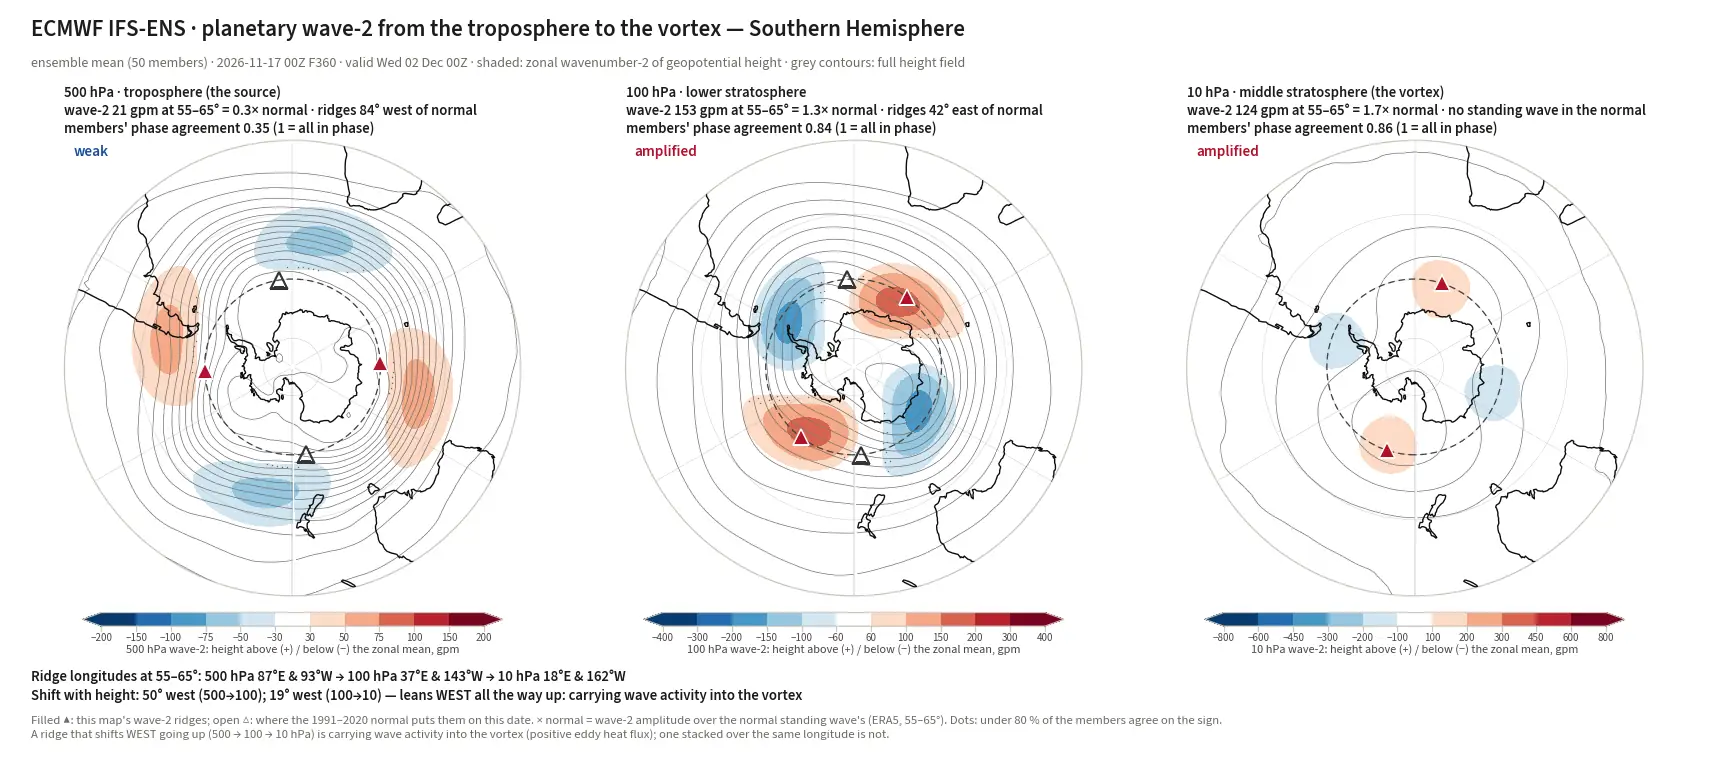 ECMWF IFS-ENS · planetary wave-2 from the troposphere to the vortex — Southern Hemisphere
ensemble mean (50 members) · 2026-11-17 00Z F360 · valid Wed 02 Dec 00Z · shaded: zonal wavenumber-2 of geopotential height · grey contours: full height field
500 hPa · troposphere (the source)
wave-2 21 gpm at 55–65° = 0.3× normal · ridges 84° west of normal
members' phase agreement 0.35 (1 = all in phase)
weak
100 hPa · lower stratosphere
wave-2 153 gpm at 55–65° = 1.3× normal · ridges 42° east of normal
members' phase agreement 0.84 (1 = all in phase)
amplified
10 hPa · middle stratosphere (the vortex)
wave-2 124 gpm at 55–65° = 1.7× normal · no standing wave in the normal
members' phase agreement 0.86 (1 = all in phase)
amplified
−200 −150 −100 −75 −50 −30 30 50 75 100 150 200
500 hPa wave-2: height above (+) / below (−) the zonal mean, gpm
−400 −300 −200 −150 −100 −60 60 100 150 200 300 400
100 hPa wave-2: height above (+) / below (−) the zonal mean, gpm
−800 −600 −450 −300 −200 −100 100 200 300 450 600 800
10 hPa wave-2: height above (+) / below (−) the zonal mean, gpm
Ridge longitudes at 55–65°: 500 hPa 87°E & 93°W → 100 hPa 37°E & 143°W → 10 hPa 18°E & 162°W
Shift with height: 50° west (500→100); 19° west (100→10) — leans WEST all the way up: carrying wave activity into the vortex
Filled ▲: this map's wave-2 ridges; open △: where the 1991–2020 normal puts them on this date. × normal = wave-2 amplitude over the normal standing wave's (ERA5, 55–65°). Dots: under 80 % of the members agree on the sign.
A ridge that shifts WEST going up (500 → 100 → 10 hPa) is carrying wave activity into the vortex (positive eddy heat flux); one stacked over the same longitude is not.